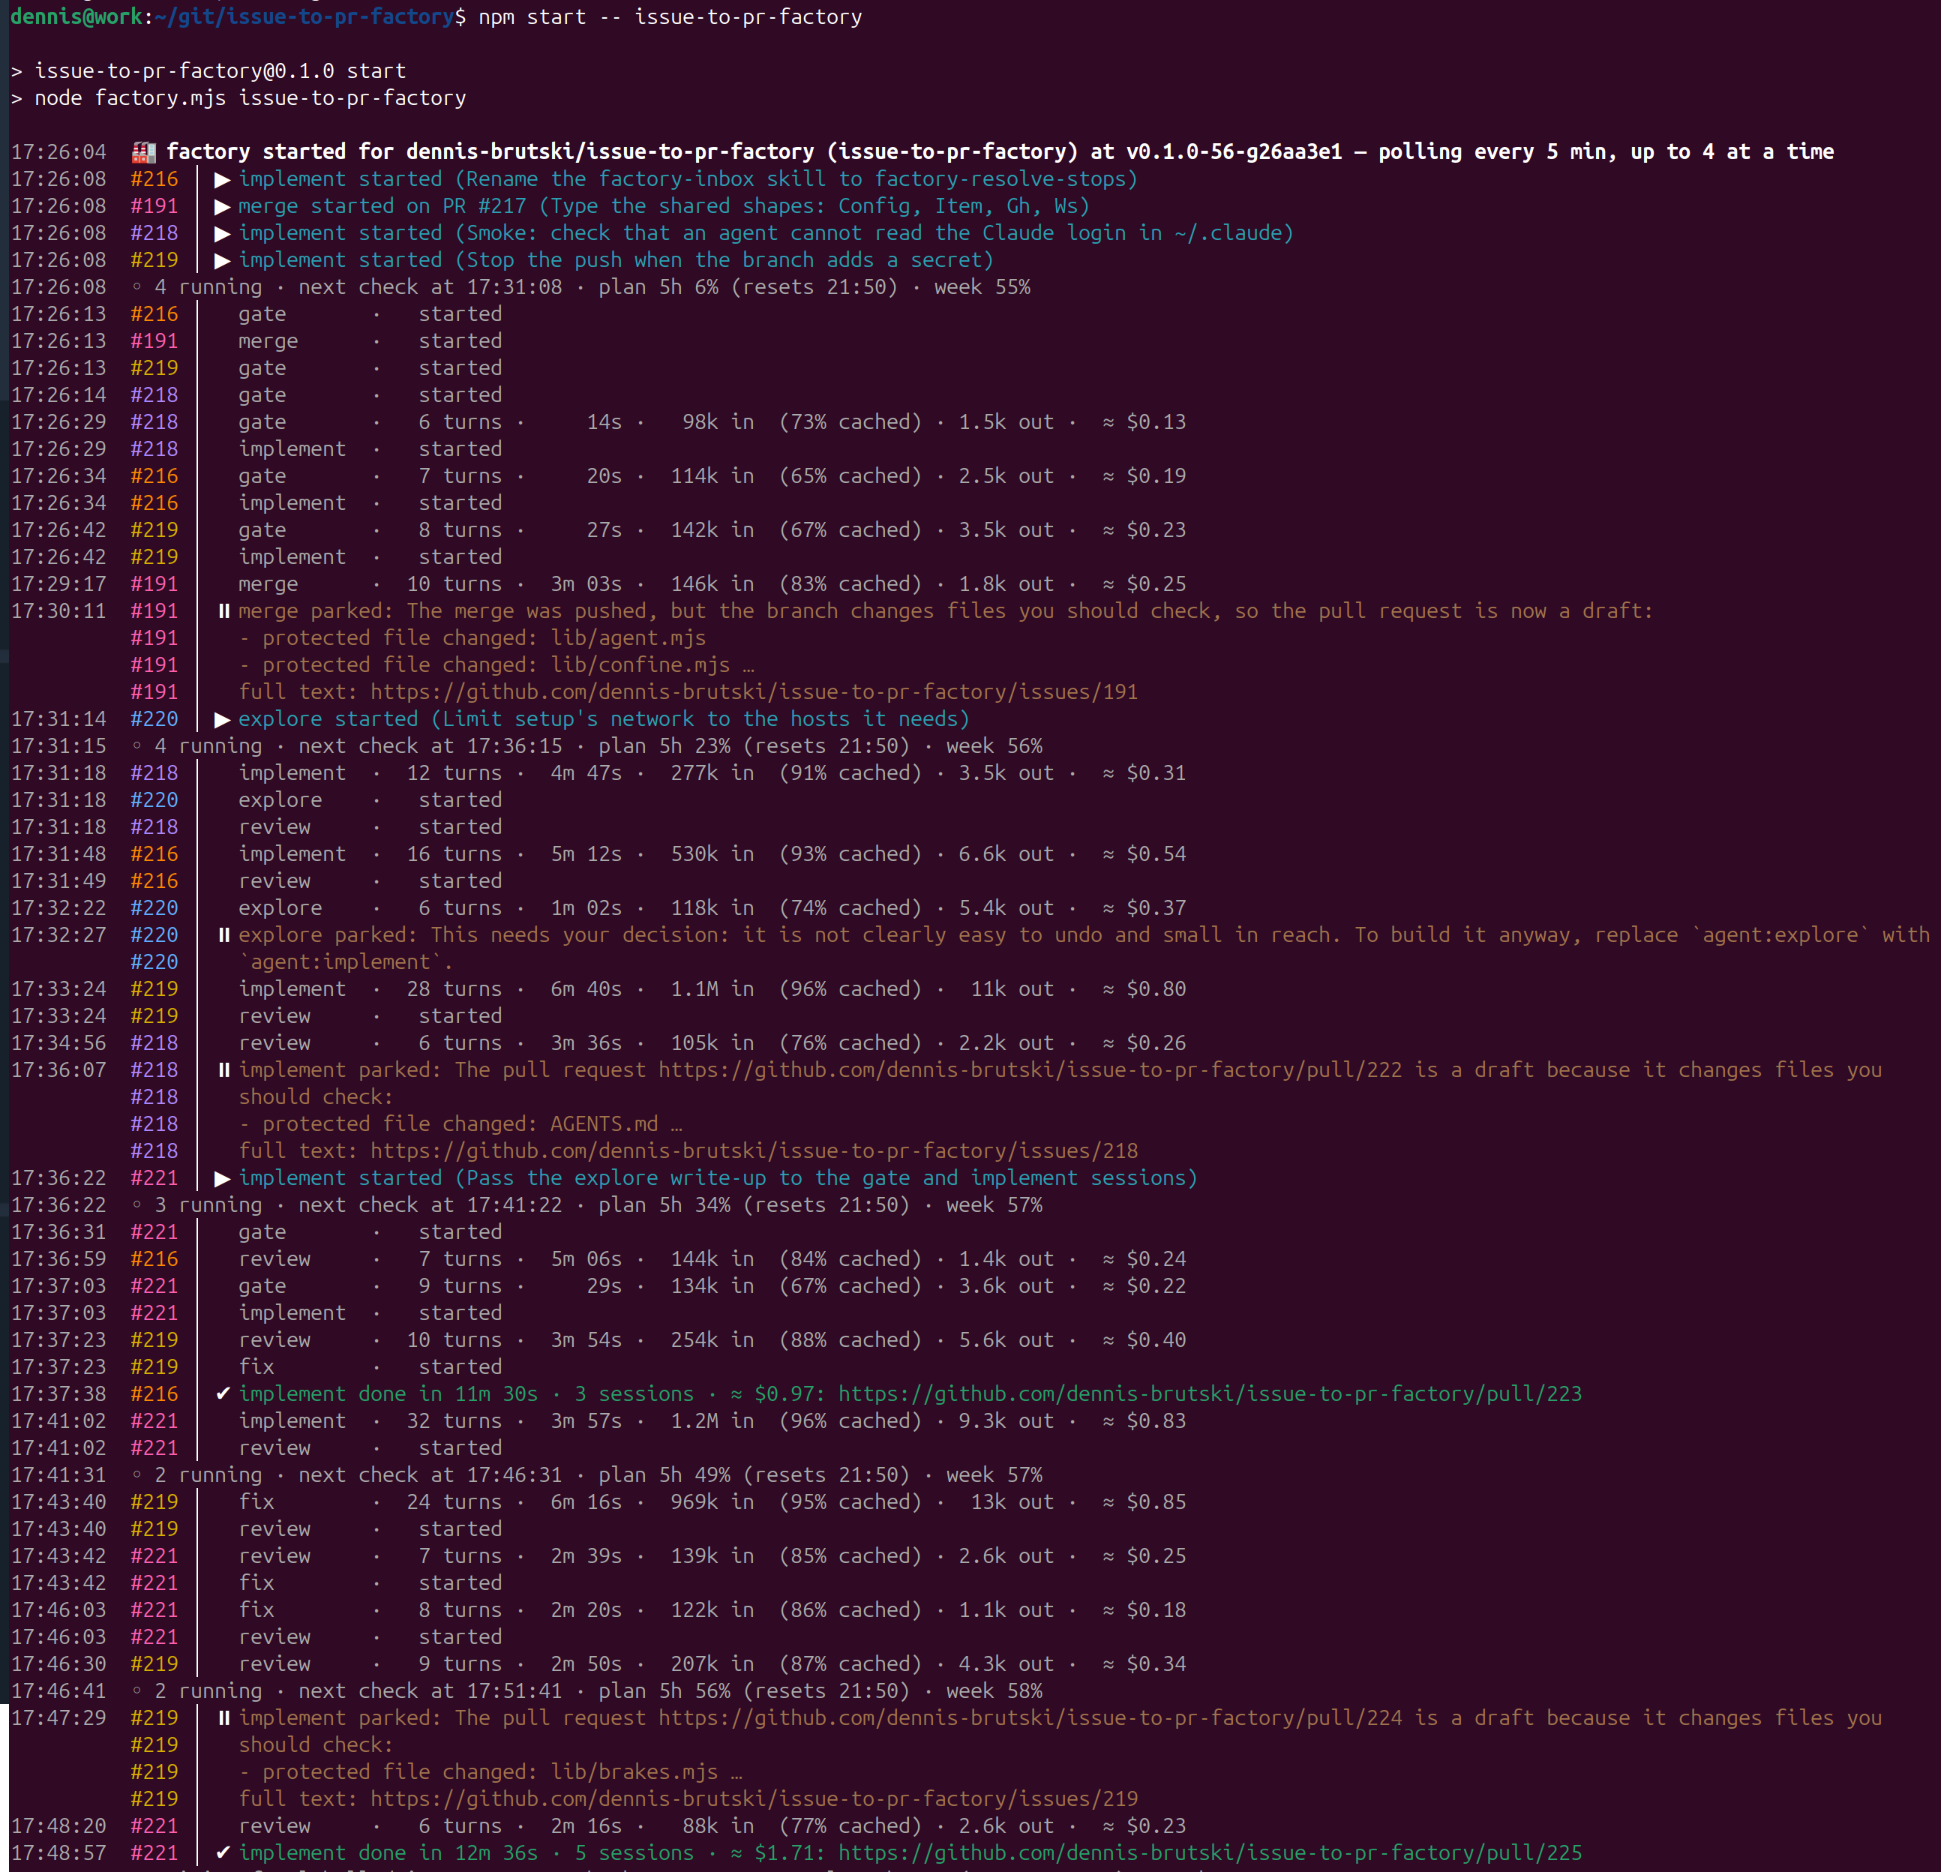 dennis@work:~/git/issue-to-pr-factory$ npm start -- issue-to-pr-factory
> issue-to-pr-factory@0.1.0 start
> node factory.mjs issue-to-pr-factory
17:26:04 🏭 factory started for dennis-brutski/issue-to-pr-factory (issue-to-pr-factory) at v0.1.0-56-g26aa3e1 — polling every 5 min, up to 4 at a time
17:26:08 #216 │ ▶ implement started (Rename the factory-inbox skill to factory-resolve-stops)
17:26:08 #191 │ ▶ merge started on PR #217 (Type the shared shapes: Config, Item, Gh, Ws)
17:26:08 #218 │ ▶ implement started (Smoke: check that an agent cannot read the Claude login in ~/.claude)
17:26:08 #219 │ ▶ implement started (Stop the push when the branch adds a secret)
17:26:08 ◦ 4 running · next check at 17:31:08 · plan 5h 6% (resets 21:50) · week 55%
17:26:13 #216 │ gate · started
17:26:13 #191 │ merge · started
17:26:13 #219 │ gate · started
17:26:14 #218 │ gate · started
17:26:29 #218 │ gate · 6 turns · 14s · 98k in (73% cached) · 1.5k out · ≈ $0.13
17:26:29 #218 │ implement · started
17:26:34 #216 │ gate · 7 turns · 20s · 114k in (65% cached) · 2.5k out · ≈ $0.19
17:26:34 #216 │ implement · started
17:26:42 #219 │ gate · 8 turns · 27s · 142k in (67% cached) · 3.5k out · ≈ $0.23
17:26:42 #219 │ implement · started
17:29:17 #191 │ merge · 10 turns · 3m 03s · 146k in (83% cached) · 1.8k out · ≈ $0.25
17:30:11 #191 │ ⏸ merge parked: The merge was pushed, but the branch changes files you should check, so the pull request is now a draft:
#191 │ - protected file changed: lib/agent.mjs
#191 │ - protected file changed: lib/confine.mjs …
#191 │ full text: https://github.com/dennis-brutski/issue-to-pr-factory/issues/191
17:31:14 #220 │ ▶ explore started (Limit setup's network to the hosts it needs)
17:31:15 ◦ 4 running · next check at 17:36:15 · plan 5h 23% (resets 21:50) · week 56%
17:31:18 #218 │ implement · 12 turns · 4m 47s · 277k in (91% cached) · 3.5k out · ≈ $0.31
17:31:18 #220 │ explore · started
17:31:18 #218 │ review · started
17:31:48 #216 │ implement · 16 turns · 5m 12s · 530k in (93% cached) · 6.6k out · ≈ $0.54
17:31:49 #216 │ review · started
17:32:22 #220 │ explore · 6 turns · 1m 02s · 118k in (74% cached) · 5.4k out · ≈ $0.37
17:32:27 #220 │ ⏸ explore parked: This needs your decision: it is not clearly easy to undo and small in reach. To build it anyway, replace `agent:explore` with
#220 │ `agent:implement`.
17:33:24 #219 │ implement · 28 turns · 6m 40s · 1.1M in (96% cached) · 11k out · ≈ $0.80
17:33:24 #219 │ review · started
17:34:56 #218 │ review · 6 turns · 3m 36s · 105k in (76% cached) · 2.2k out · ≈ $0.26
17:36:07 #218 │ ⏸ implement parked: The pull request https://github.com/dennis-brutski/issue-to-pr-factory/pull/222 is a draft because it changes files you
#218 │ should check:
#218 │ - protected file changed: AGENTS.md …
#218 │ full text: https://github.com/dennis-brutski/issue-to-pr-factory/issues/218
17:36:22 #221 │ ▶ implement started (Pass the explore write-up to the gate and implement sessions)
17:36:22 ◦ 3 running · next check at 17:41:22 · plan 5h 34% (resets 21:50) · week 57%
17:36:31 #221 │ gate · started
17:36:59 #216 │ review · 7 turns · 5m 06s · 144k in (84% cached) · 1.4k out · ≈ $0.24
17:37:03 #221 │ gate · 9 turns · 29s · 134k in (67% cached) · 3.6k out · ≈ $0.22
17:37:03 #221 │ implement · started
17:37:23 #219 │ review · 10 turns · 3m 54s · 254k in (88% cached) · 5.6k out · ≈ $0.40
17:37:23 #219 │ fix · started
17:37:38 #216 │ ✔ implement done in 11m 30s · 3 sessions · ≈ $0.97: https://github.com/dennis-brutski/issue-to-pr-factory/pull/223
17:41:02 #221 │ implement · 32 turns · 3m 57s · 1.2M in (96% cached) · 9.3k out · ≈ $0.83
17:41:02 #221 │ review · started
17:41:31 ◦ 2 running · next check at 17:46:31 · plan 5h 49% (resets 21:50) · week 57%
17:43:40 #219 │ fix · 24 turns · 6m 16s · 969k in (95% cached) · 13k out · ≈ $0.85
17:43:40 #219 │ review · started
17:43:42 #221 │ review · 7 turns · 2m 39s · 139k in (85% cached) · 2.6k out · ≈ $0.25
17:43:42 #221 │ fix · started
17:46:03 #221 │ fix · 8 turns · 2m 20s · 122k in (86% cached) · 1.1k out · ≈ $0.18
17:46:03 #221 │ review · started
17:46:30 #219 │ review · 9 turns · 2m 50s · 207k in (87% cached) · 4.3k out · ≈ $0.34
17:46:41 ◦ 2 running · next check at 17:51:41 · plan 5h 56% (resets 21:50) · week 58%
17:47:29 #219 │ ⏸ implement parked: The pull request https://github.com/dennis-brutski/issue-to-pr-factory/pull/224 is a draft because it changes files you
#219 │ should check:
#219 │ - protected file changed: lib/brakes.mjs …
#219 │ full text: https://github.com/dennis-brutski/issue-to-pr-factory/issues/219
17:48:20 #221 │ review · 6 turns · 2m 16s · 88k in (77% cached) · 2.6k out · ≈ $0.23
17:48:57 #221 │ ✔ implement done in 12m 36s · 5 sessions · ≈ $1.71: https://github.com/dennis-brutski/issue-to-pr-factory/pull/225